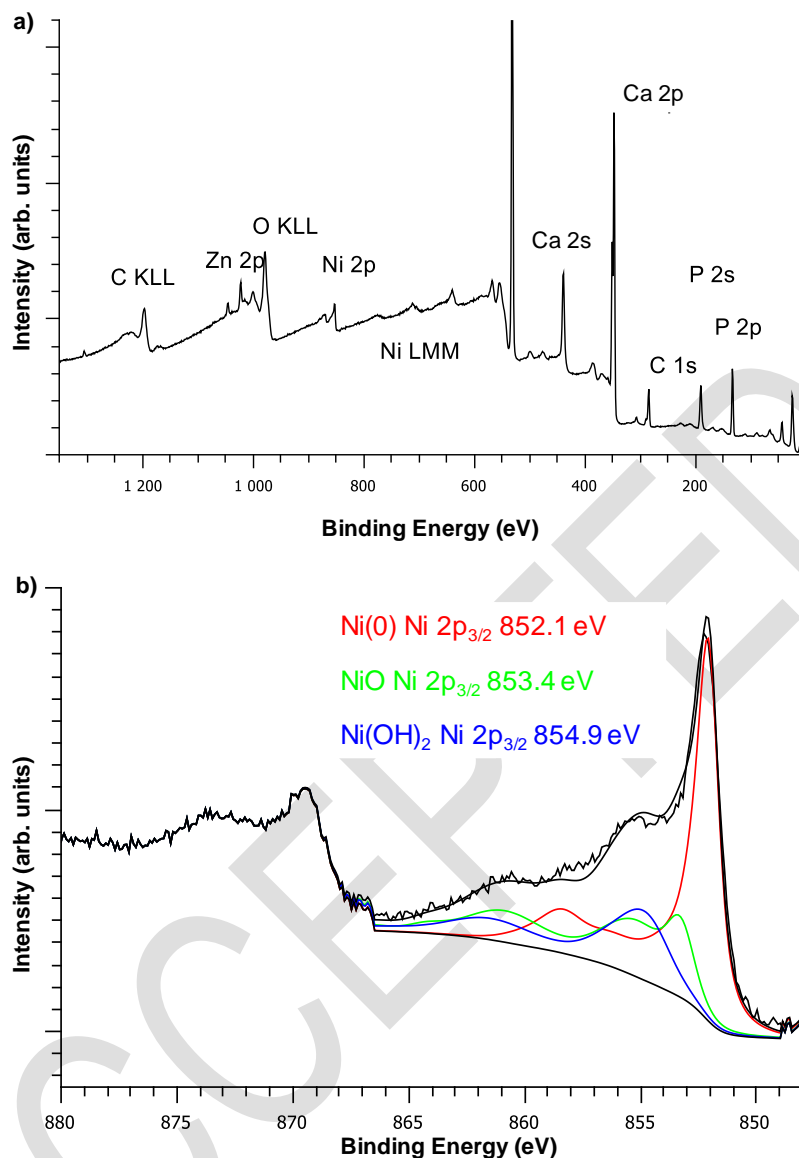 a)
Intensity (arb. units)
Ca 2p
O KLL
Zn 2p
Ni 2p
C KLL
Ca 2s
P 2s
P 2p
Ni LMM
C 1s
1 200
1 000
800
600
400
200
Binding Energy (eV)
b)
Intensity (arb. units)
Ni(0) Ni 2p3/2 852.1 eV
NiO Ni 2p3/2 853.4 eV
Ni(OH)2 Ni 2p3/2 854.9 eV
880
875
870
865
860
855
850
Binding Energy (eV)
CCEPTED